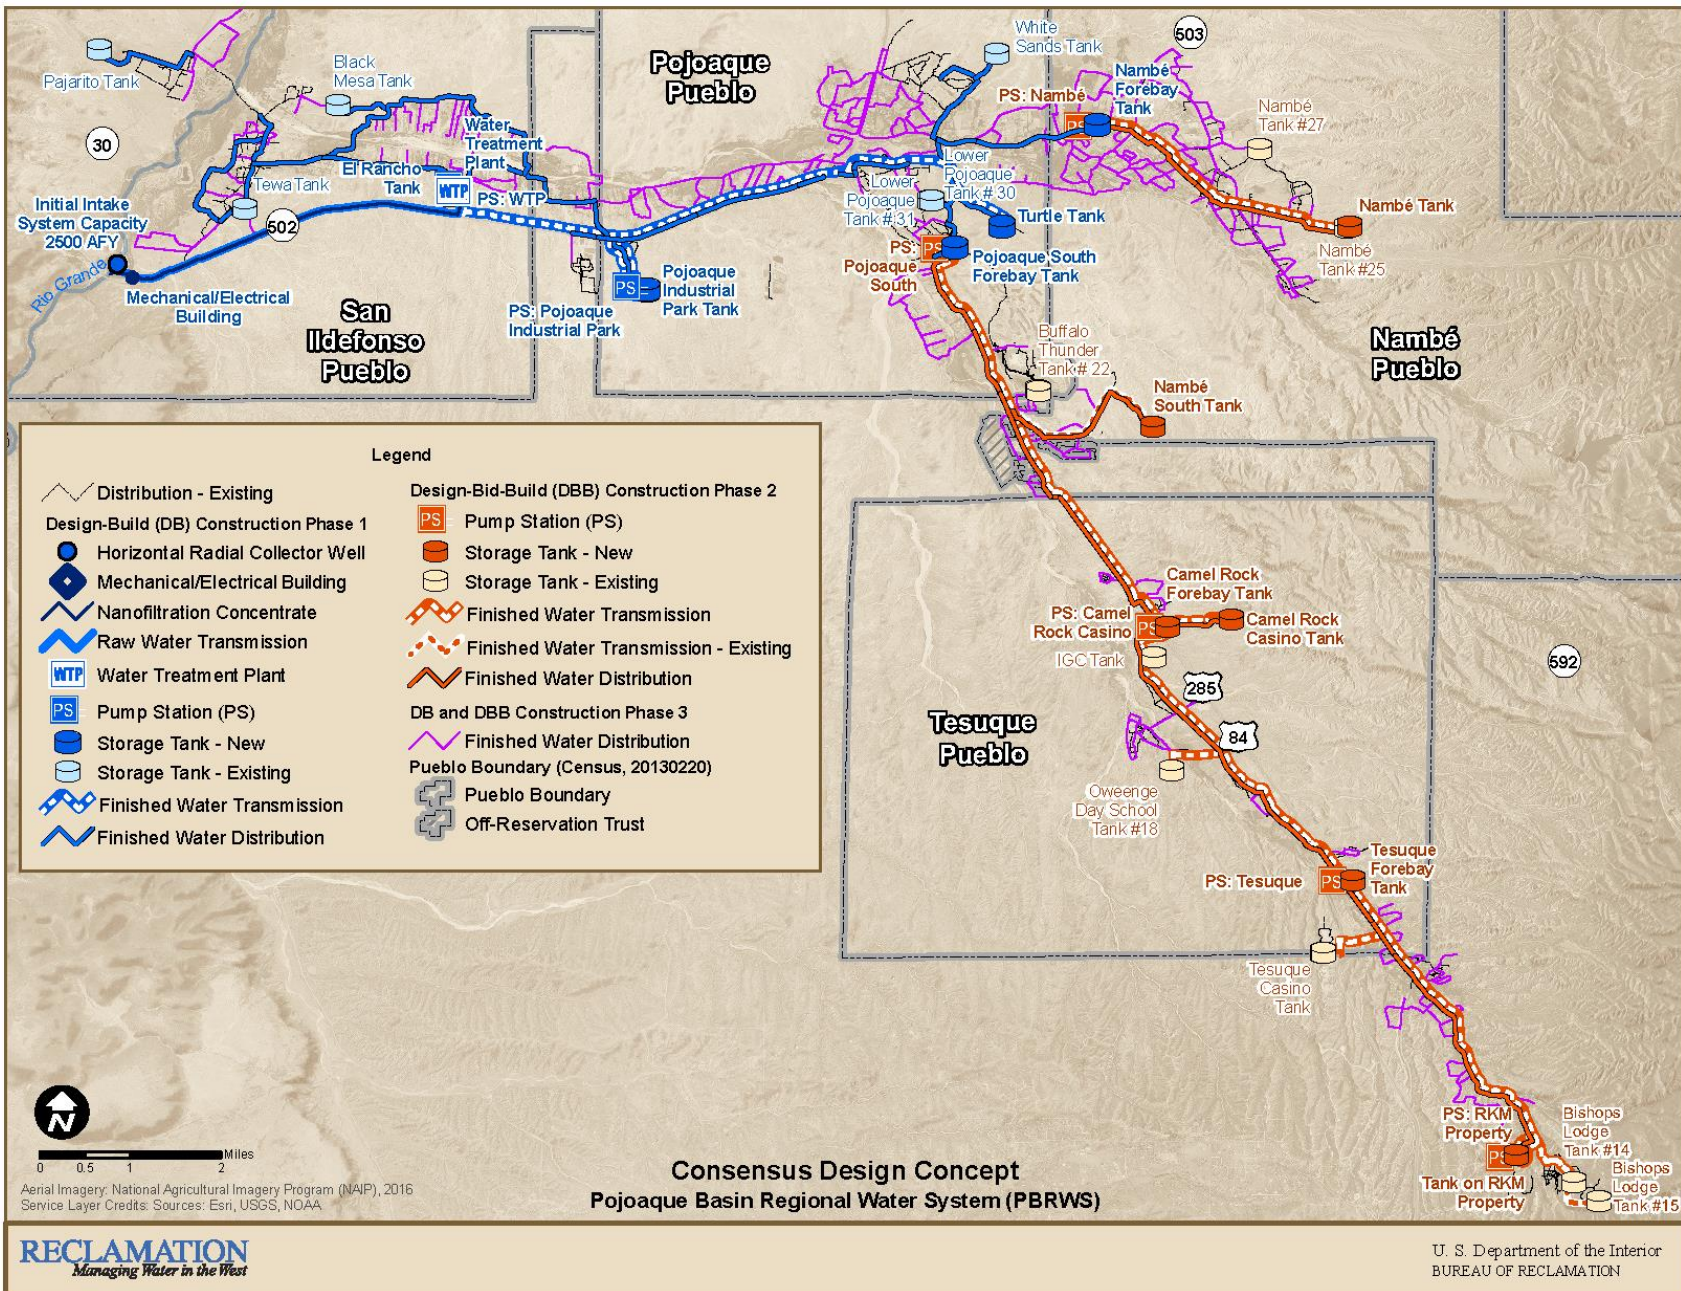 Pajarito Tank
Black
Mesa Tank
Pojoaque
Pueblo
White
Sands Tank
503
PS: Nambé
Nambé
Forebay
Tank
Nambé
Tank #27
30
Water
Treatment
Plant
El Rancho
Tank
WTP
PS: WTP
Tewa Tank
Initial Intake
System Capacity
2500 AFY
502
Rio Grande
Mechanical/Electrical
Building
San
Ildefonso
Pueblo
PS
PS: Pojoaque
Industrial Park
Pojoaque
Industrial
Park Tank
Lower
Pojoaque
Tank #31
Lower
Pojoaque
Tank # 30
Turtle Tank
PS
PS:
Pojoaque
South
Pojoaque South
Forebay Tank
PS
Nambé Tank
Nambé
Tank #25
Nambé
Pueblo
Buffalo
Thunder
Tank # 22
Nambé
South Tank
Legend
Distribution - Existing
Design-Build (DB) Construction Phase 1
Horizontal Radial Collector Well
Mechanical/Electrical Building
Nanofiltration Concentrate
Raw Water Transmission
WTP Water Treatment Plant
PS Pump Station (PS)
Storage Tank - New
Storage Tank - Existing
Finished Water Transmission
Finished Water Distribution
Design-Bid-Build (DBB) Construction Phase 2
PS Pump Station (PS)
Storage Tank - New
Storage Tank - Existing
Finished Water Transmission
Finished Water Transmission - Existing
Finished Water Distribution
DB and DBB Construction Phase 3
Finished Water Distribution
Pueblo Boundary (Census, 20130220)
Pueblo Boundary
Off-Reservation Trust
Camel Rock
Forebay Tank
PS: Camel
Rock Casino
PS
Camel Rock
Casino Tank
IGC Tank
285
84
592
Tesuque
Pueblo
Oweenge
Day School
Tank #18
Tesuque
Forebay
Tank
PS: Tesuque
PS
Tesuque
Casino
Tank
PS: RKM
Property
PS
Tank on RKM
Property
Bishops
Lodge
Tank #14
Bishops
Lodge
Tank #15
N
0 0.5 1 2 Miles
Aerial Imagery: National Agricultural Imagery Program (NAIP), 2016
Service Layer Credits: Sources: Esri, USGS, NOAA
Consensus Design Concept
Pojoaque Basin Regional Water System (PBRWS)
RECLAMATION
Managing Water in the West
U. S. Department of the Interior
BUREAU OF RECLAMATION